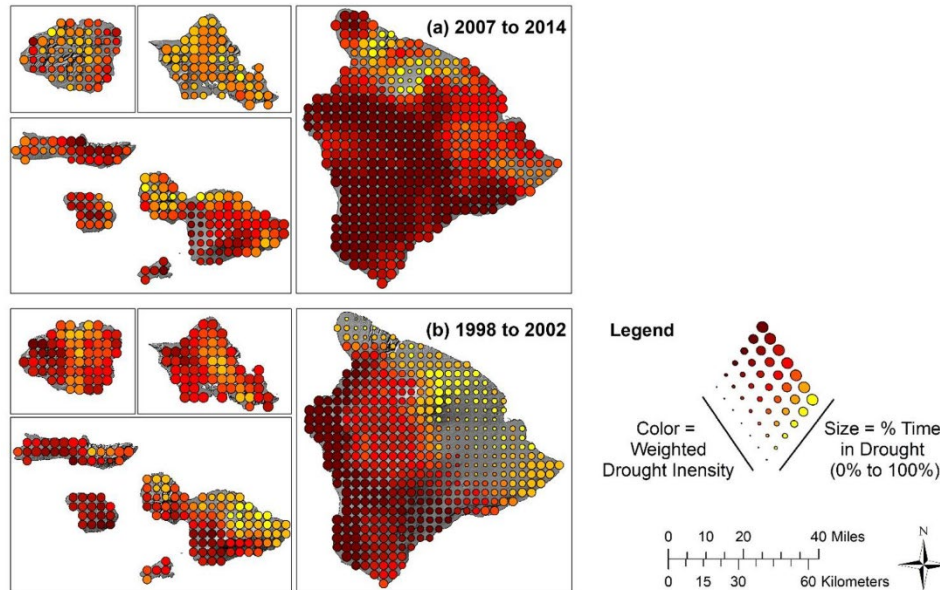 (a) 2007 to 2014
(b) 1998 to 2002
Legend
Color =
Weighted
Drought Inensity
Size = % Time
in Drought
(0% to 100%)
0 10 20 40 Miles
0 15 30 60 Kilometers